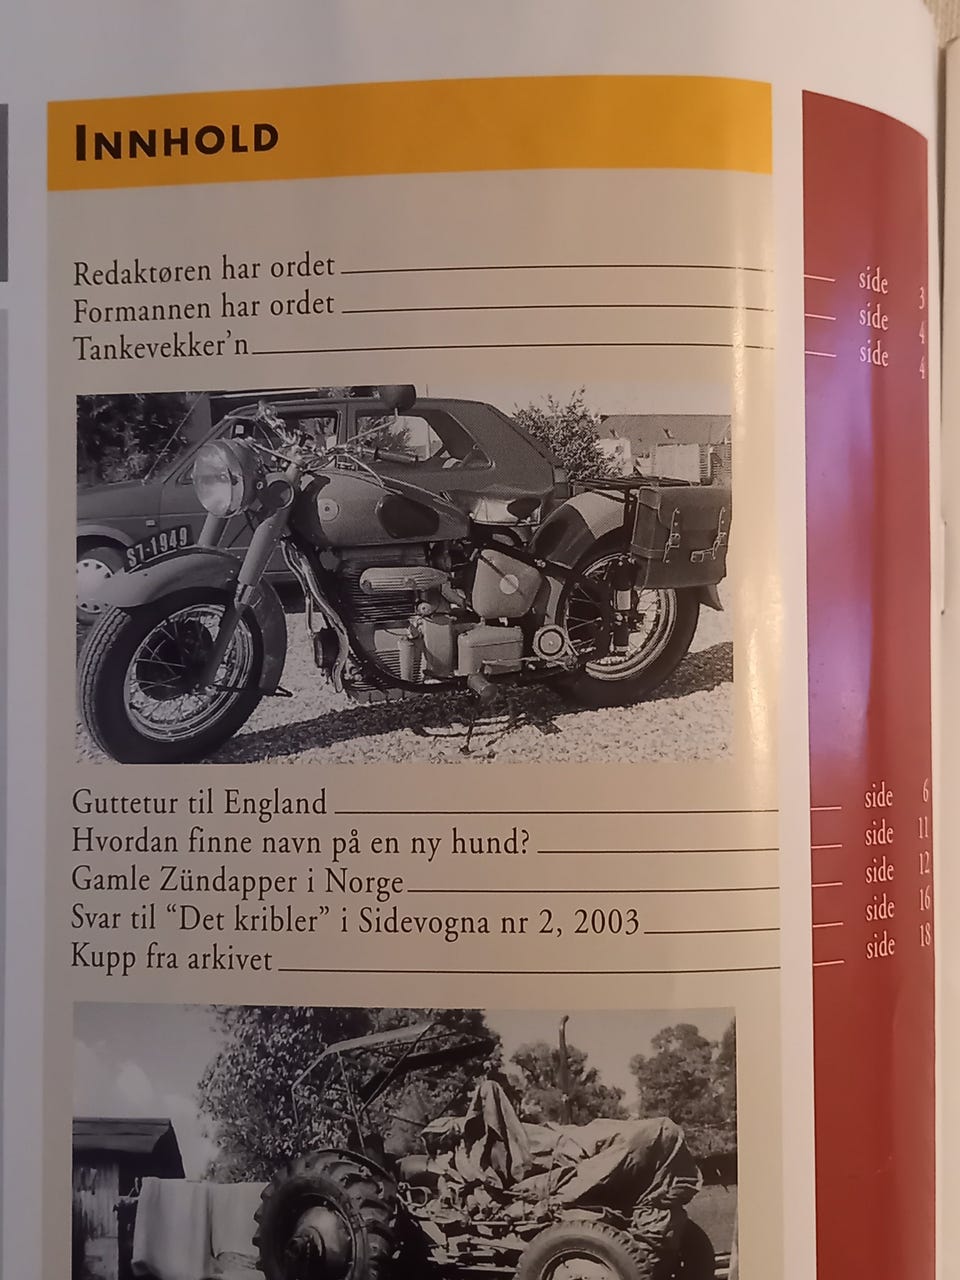 INNHOLD
Redaktøren har ordet side 3
Formannen har ordet side 4
Tankevekker'n side 4
S7-1949
Guttetur til England side 6
Hvordan finne navn på en ny hund? side 11
Gamle Zündapper i Norge side 12
Svar til “Det kribler” i Sidevogna nr 2, 2003 side 16
Kupp fra arkivet side 18